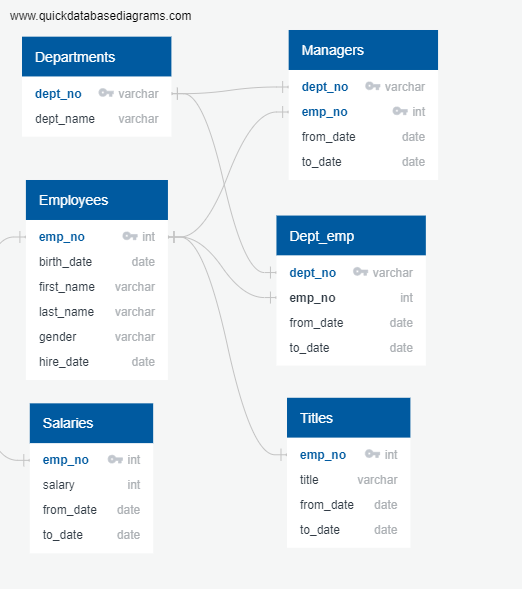 www.quickdatabasediagrams.com
Departments
dept_no varchar
dept_name varchar
Managers
dept_no varchar
emp_no int
from_date date
to_date date
Employees
emp_no int
birth_date date
first_name varchar
last_name varchar
gender varchar
hire_date date
Dept_emp
dept_no varchar
emp_no int
from_date date
to_date date
Salaries
emp_no int
salary int
from_date date
to_date date
Titles
emp_no int
title varchar
from_date date
to_date date